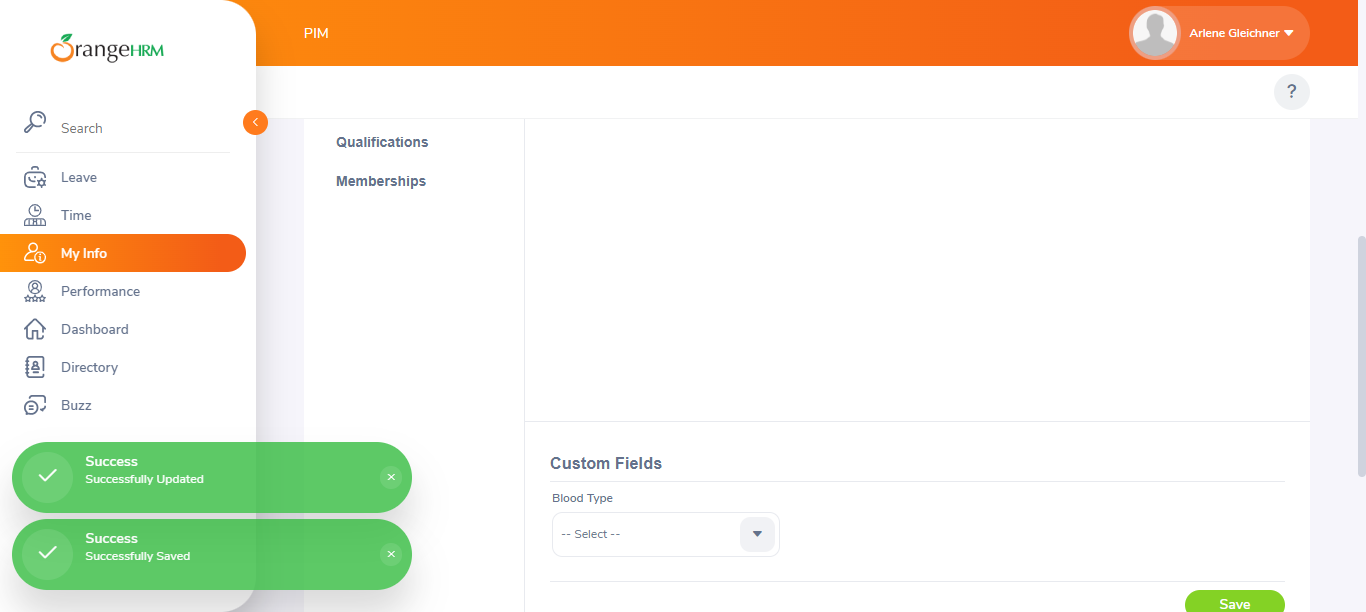 OrangeHRM
PIM
Arlene Gleichner
?
Search
Leave
Time
My Info
Performance
Dashboard
Directory
Buzz
Qualifications
Memberships
Custom Fields
Blood Type
-- Select --
Save
Success
Successfully Updated
Success
Successfully Saved